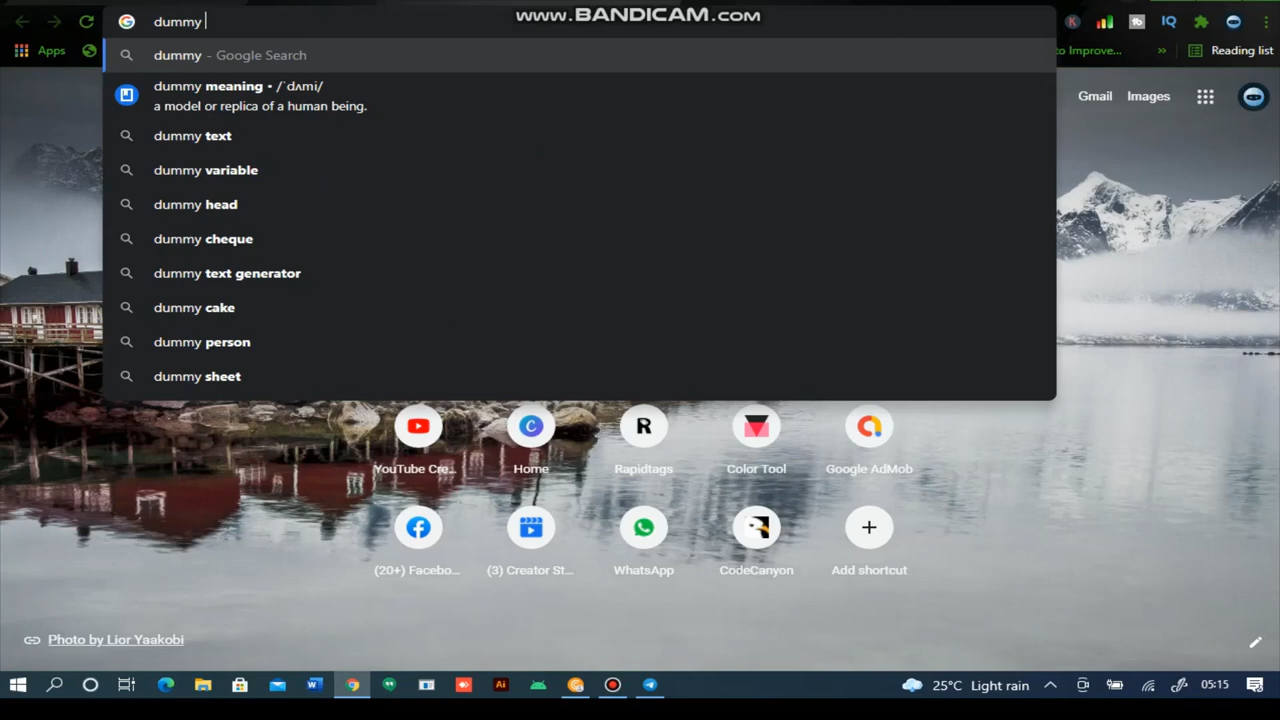 www.BANDICAM.com
dummy
Apps
to Improve...
»
Reading list
dummy - Google Search
dummy meaning • /ˈdʌmi/
a model or replica of a human being.
Gmail
Images
dummy text
dummy variable
dummy head
dummy cheque
dummy text generator
dummy cake
dummy person
dummy sheet
YouTube Cre...
Home
Rapidtags
Color Tool
Google AdMob
(20+) Facebo...
(3) Creator St...
WhatsApp
CodeCanyon
Add shortcut
Photo by Lior Yaakobi
25°C Light rain
05:15